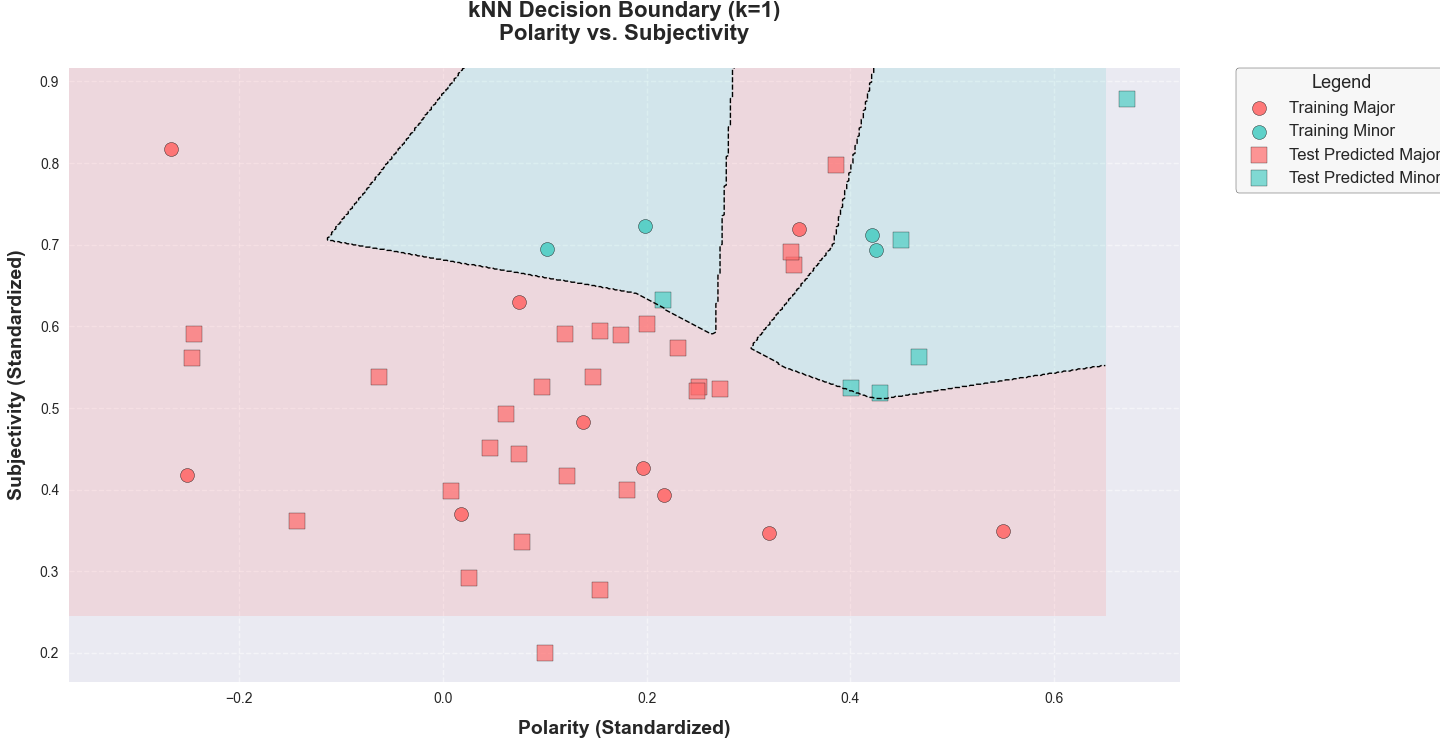 kNN Decision Boundary (k=1)
Polarity vs. Subjectivity
Legend
Training Major
Training Minor
Test Predicted Major
Test Predicted Minor
Subjectivity (Standardized)
0.9
0.8
0.7
0.6
0.5
0.4
0.3
0.2
−0.2
0.0
0.2
0.4
0.6
Polarity (Standardized)